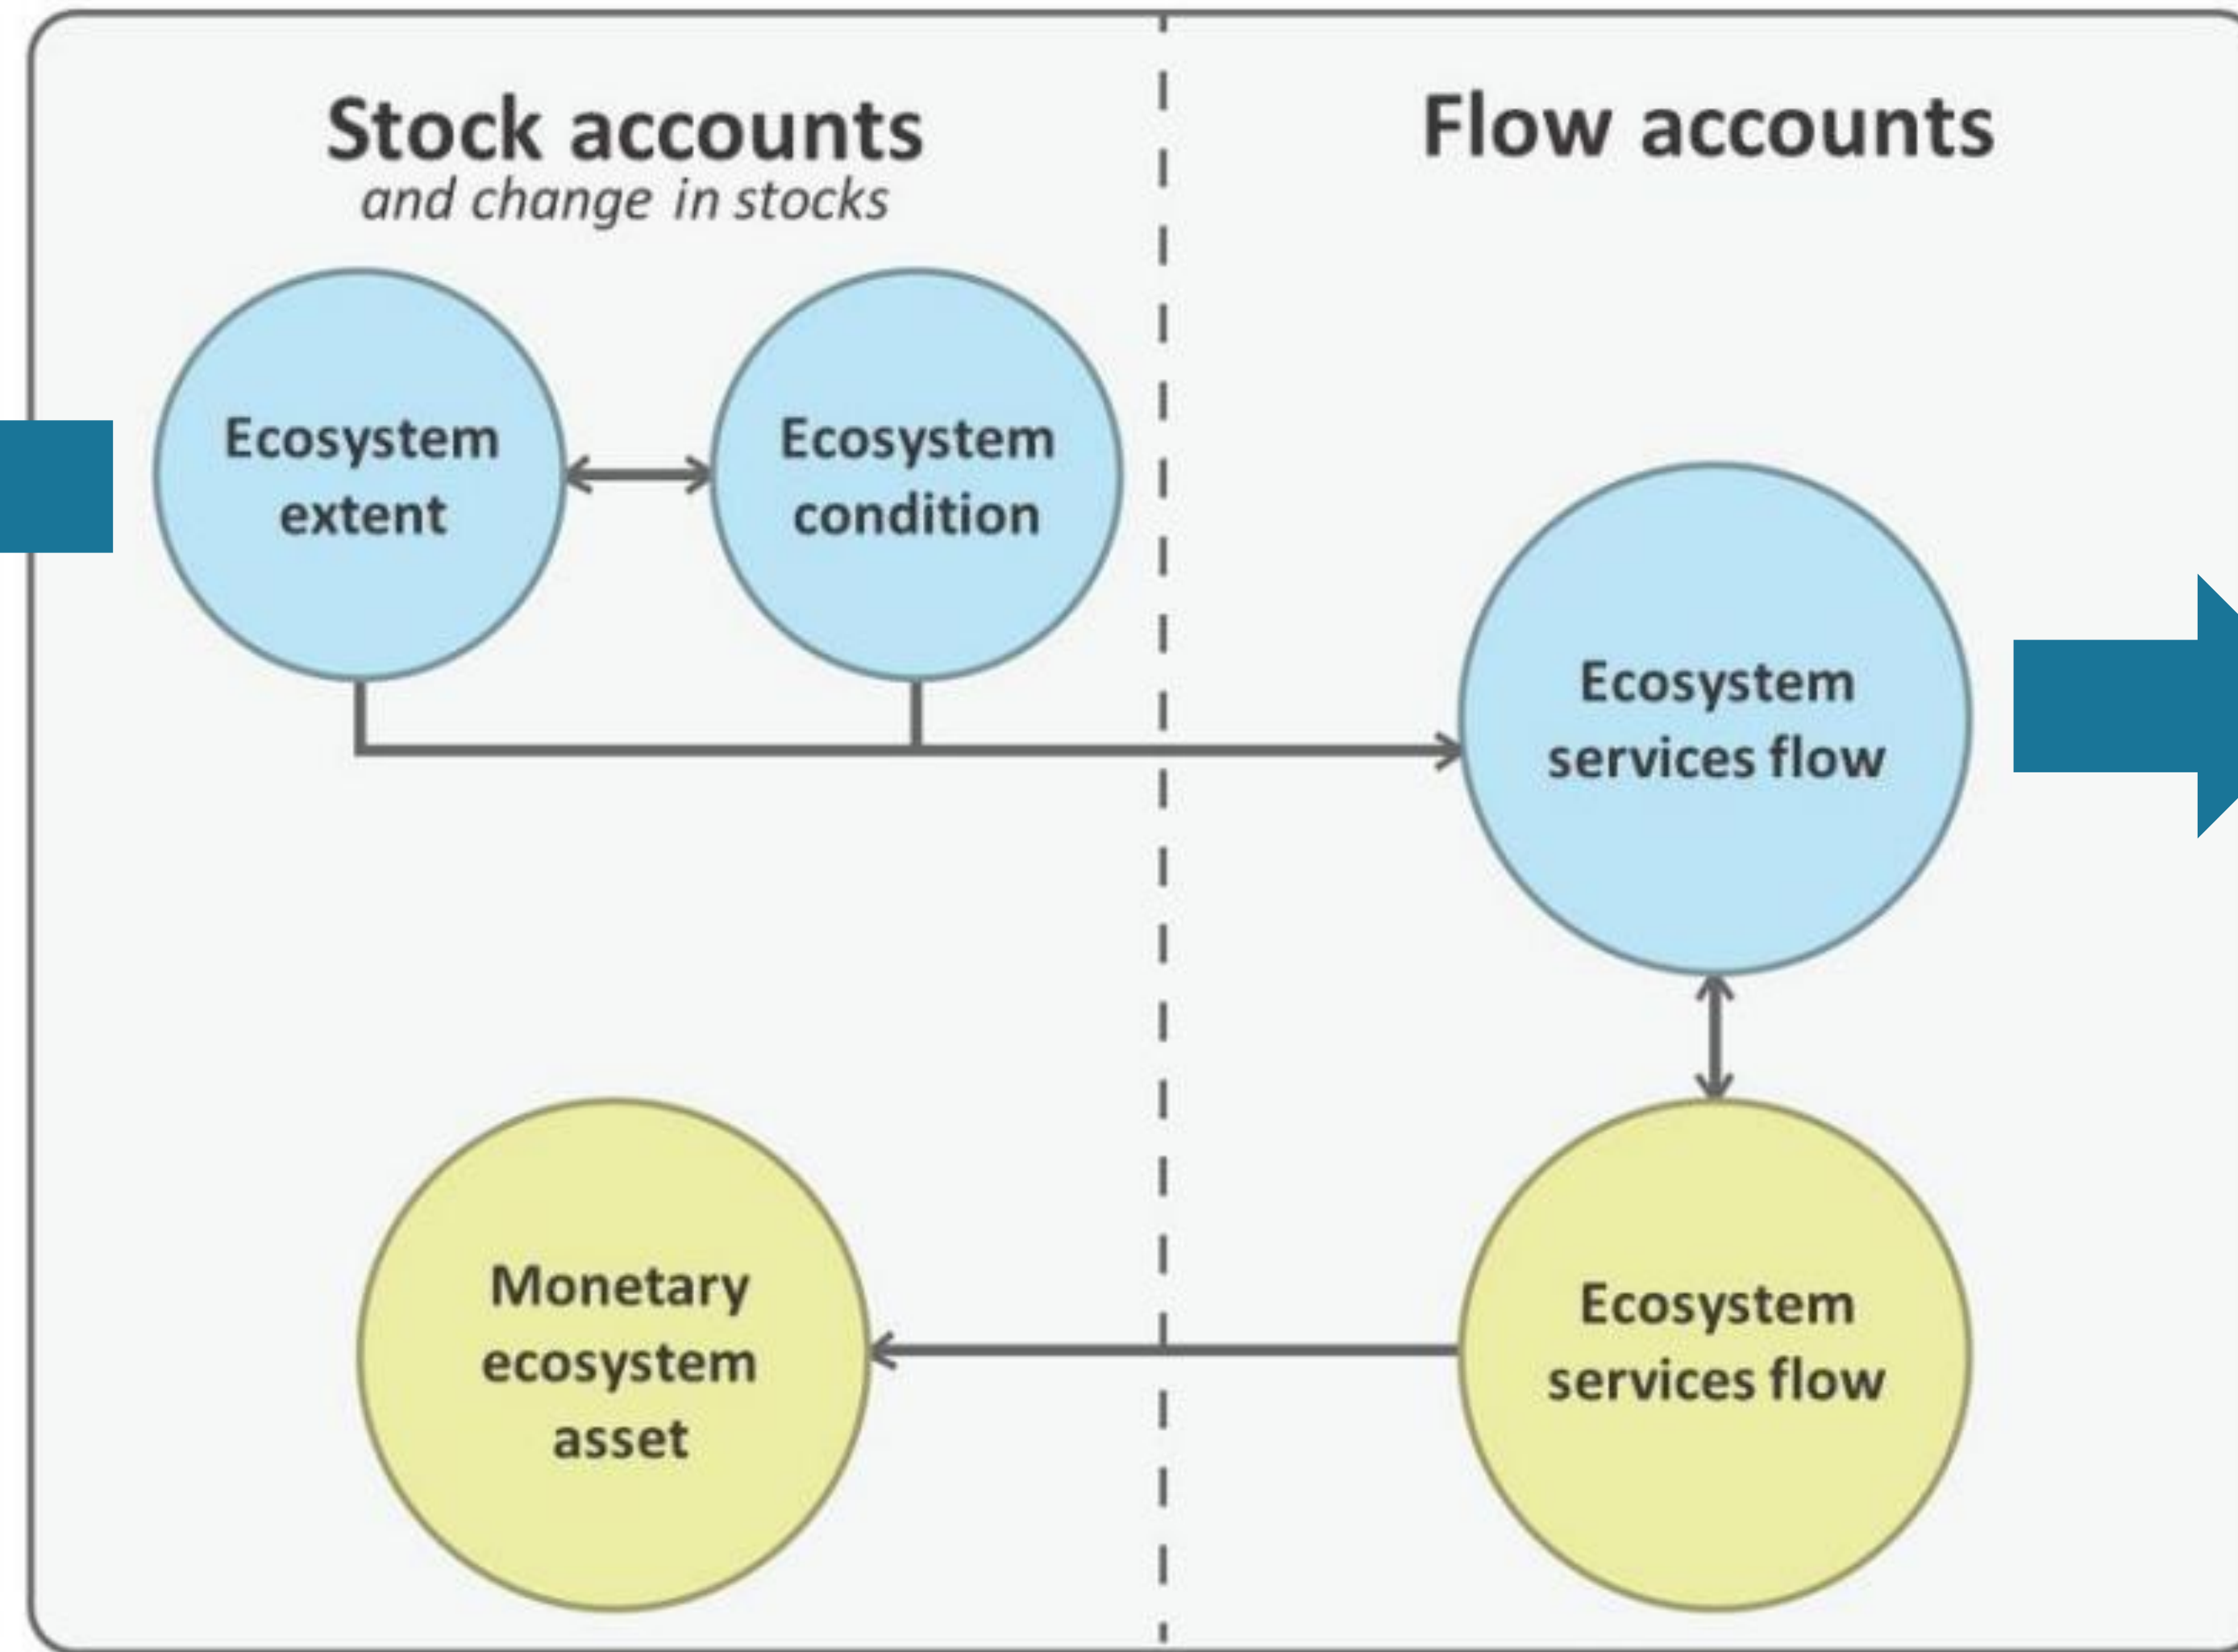 Stock accounts
and change in stocks
Flow accounts
Ecosystem
extent
Ecosystem
condition
Ecosystem
services flow
Monetary
ecosystem
asset
Ecosystem
services flow